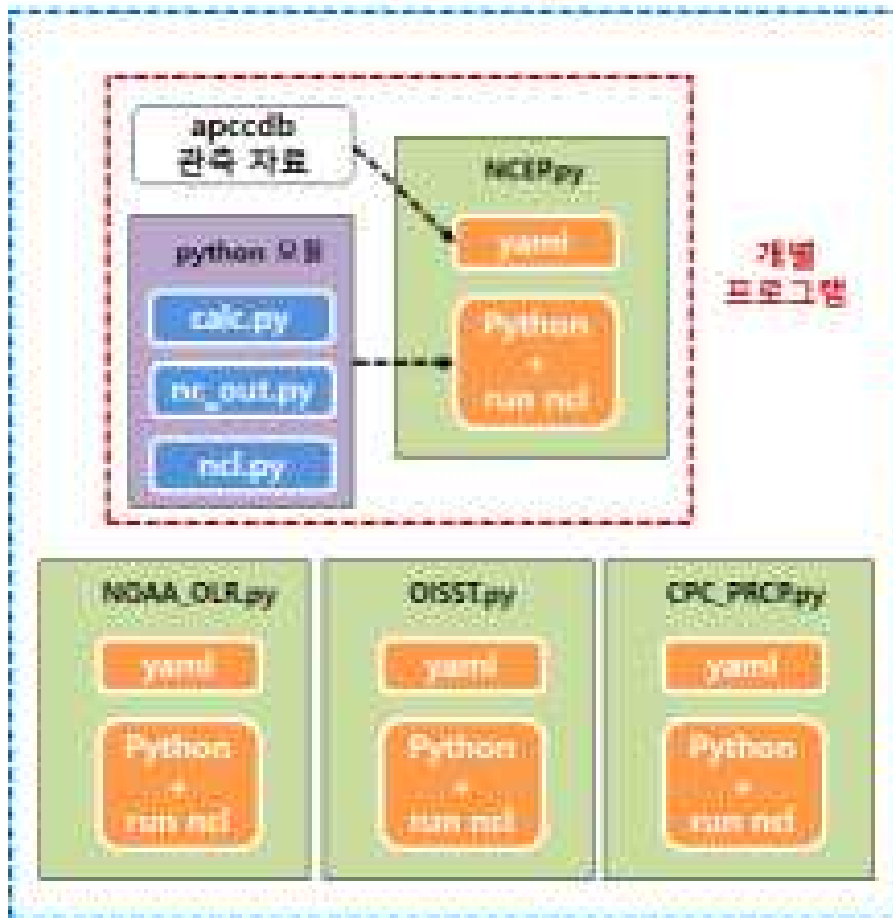 apccdb
관측 자료
NCEP.py
yaml
Python
+
run ncl
python 모듈
calc.py
nc_out.py
ncl.py
개별
프로그램
NOAA_OLR.py
yaml
Python
+
run ncl
OISST.py
yaml
Python
+
run ncl
CPC_PRCP.py
yaml
Python
+
run ncl